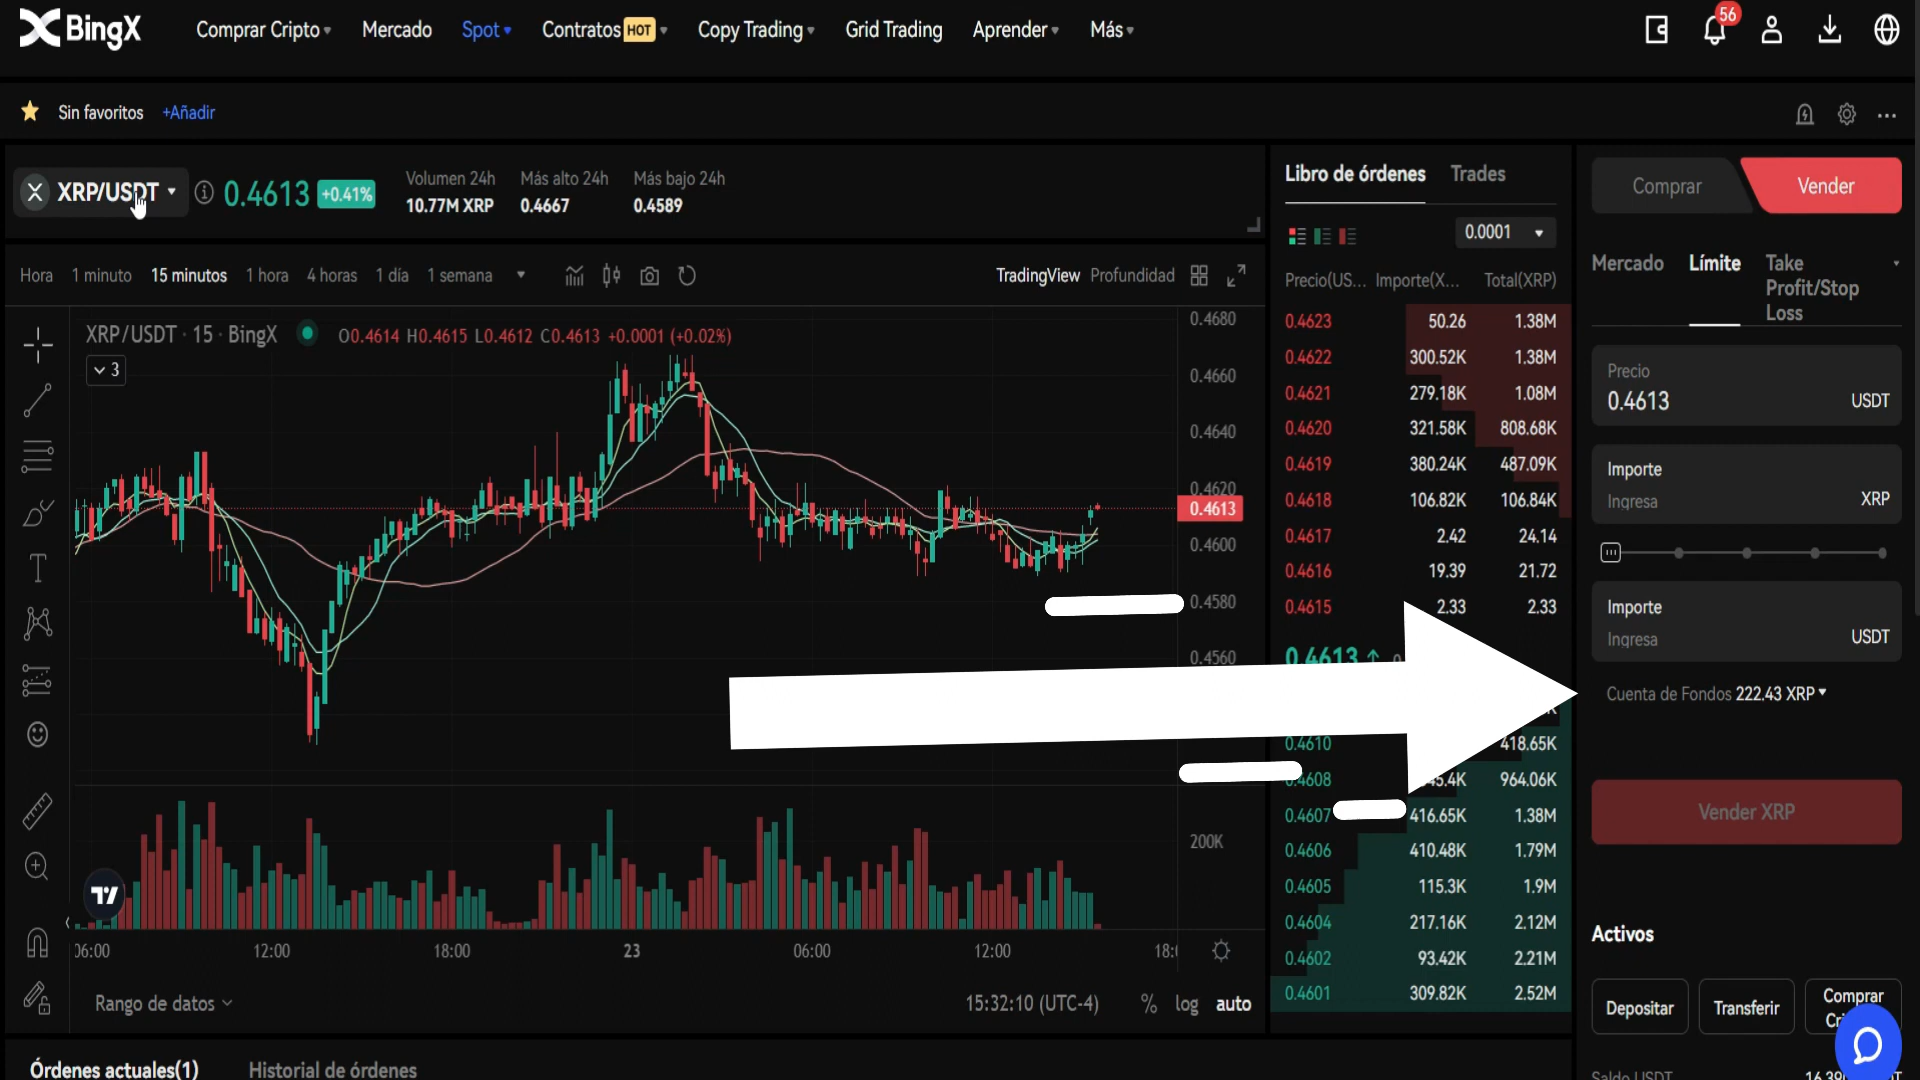 BingX
Comprar Cripto Mercado Spot Contratos HOT Copy Trading Grid Trading Aprender Más
56
Sin favoritos +Añadir
XRP/USDT 0.4613 +0.41%
Volumen 24h Más alto 24h Más bajo 24h
10.77M XRP 0.4667 0.4589
Hora 1 minuto 15 minutos 1 hora 4 horas 1 día 1 semana
TradingView Profundidad
XRP/USDT · 15 · BingX O0.4614 H0.4615 L0.4612 C0.4613 +0.0001 (+0.02%)
3
0.4680
0.4660
0.4640
0.4620
0.4613
0.4600
0.4580
0.4560
200K
06:00 12:00 18:00 23 06:00 12:00
Rango de datos 15:32:10 (UTC-4) % log auto
Órdenes actuales(1) Historial de órdenes
Libro de órdenes Trades
0.0001
Precio(US... Importe(X... Total(XRP)
0.4623 50.26 1.38M
0.4622 300.52K 1.38M
0.4621 279.18K 1.08M
0.4620 321.58K 808.68K
0.4619 380.24K 487.09K
0.4618 106.82K 106.84K
0.4617 2.42 24.14
0.4616 19.39 21.72
0.4615 2.33 2.33
0.4613
0.4610 418.65K
0.4608 964.06K
0.4607 416.65K 1.38M
0.4606 410.48K 1.79M
0.4605 115.3K 1.9M
0.4604 217.16K 2.12M
0.4602 93.42K 2.21M
0.4601 309.82K 2.52M
Comprar Vender
Mercado Límite Take
Profit/Stop
Loss
Precio
0.4613 USDT
Importe
Ingresa XRP
Importe
Ingresa USDT
Cuenta de Fondos 222.43 XRP
Vender XRP
Activos
Depositar Transferir Comprar
Saldo USDT